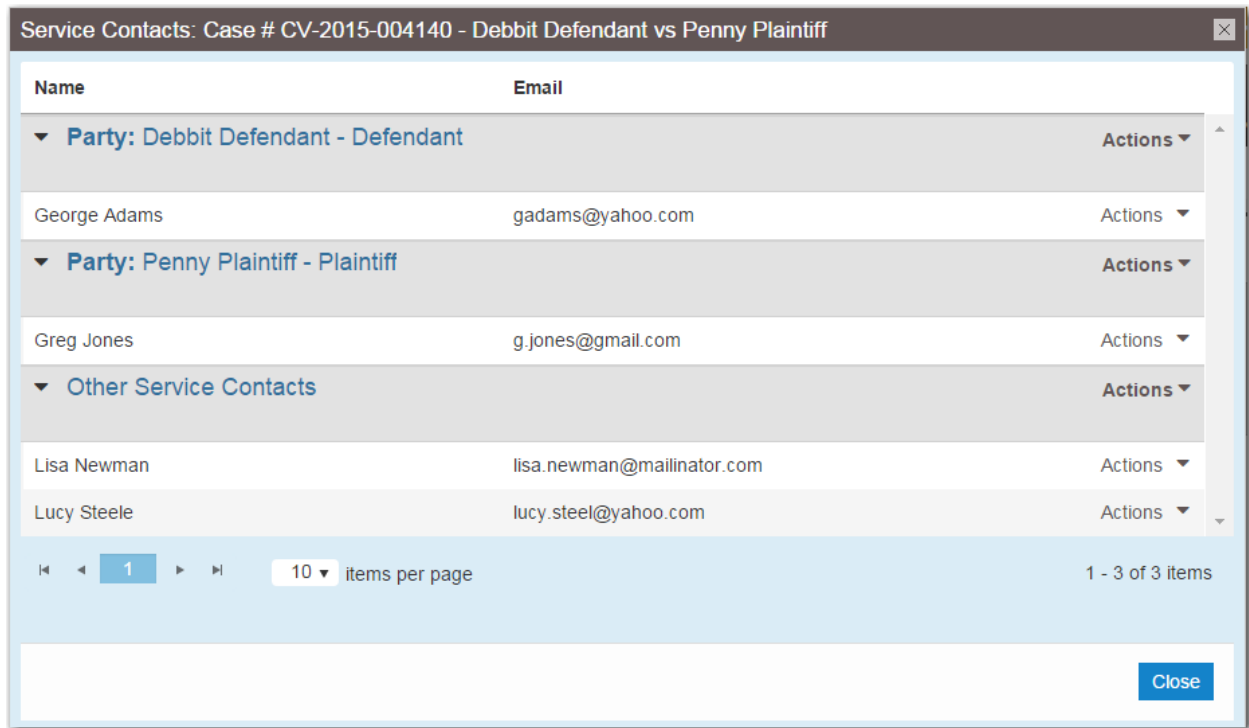 Service Contacts: Case # CV-2015-004140 - Debbit Defendant vs Penny Plaintiff
Name Email
Party: Debbit Defendant - Defendant Actions
George Adams gadams@yahoo.com Actions
Party: Penny Plaintiff - Plaintiff Actions
Greg Jones g.jones@gmail.com Actions
Other Service Contacts Actions
Lisa Newman lisa.newman@mailinator.com Actions
Lucy Steele lucy.steel@yahoo.com Actions
1 10 items per page 1 - 3 of 3 items
Close